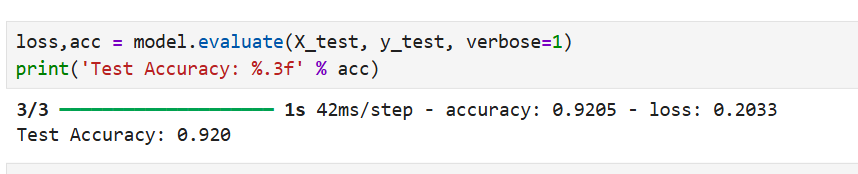 loss,acc = model.evaluate(X_test, y_test, verbose=1)
print('Test Accuracy: %.3f' % acc)
3/3 ━━━━━━━━━━━━━━━━━━━━ 1s 42ms/step - accuracy: 0.9205 - loss: 0.2033
Test Accuracy: 0.920